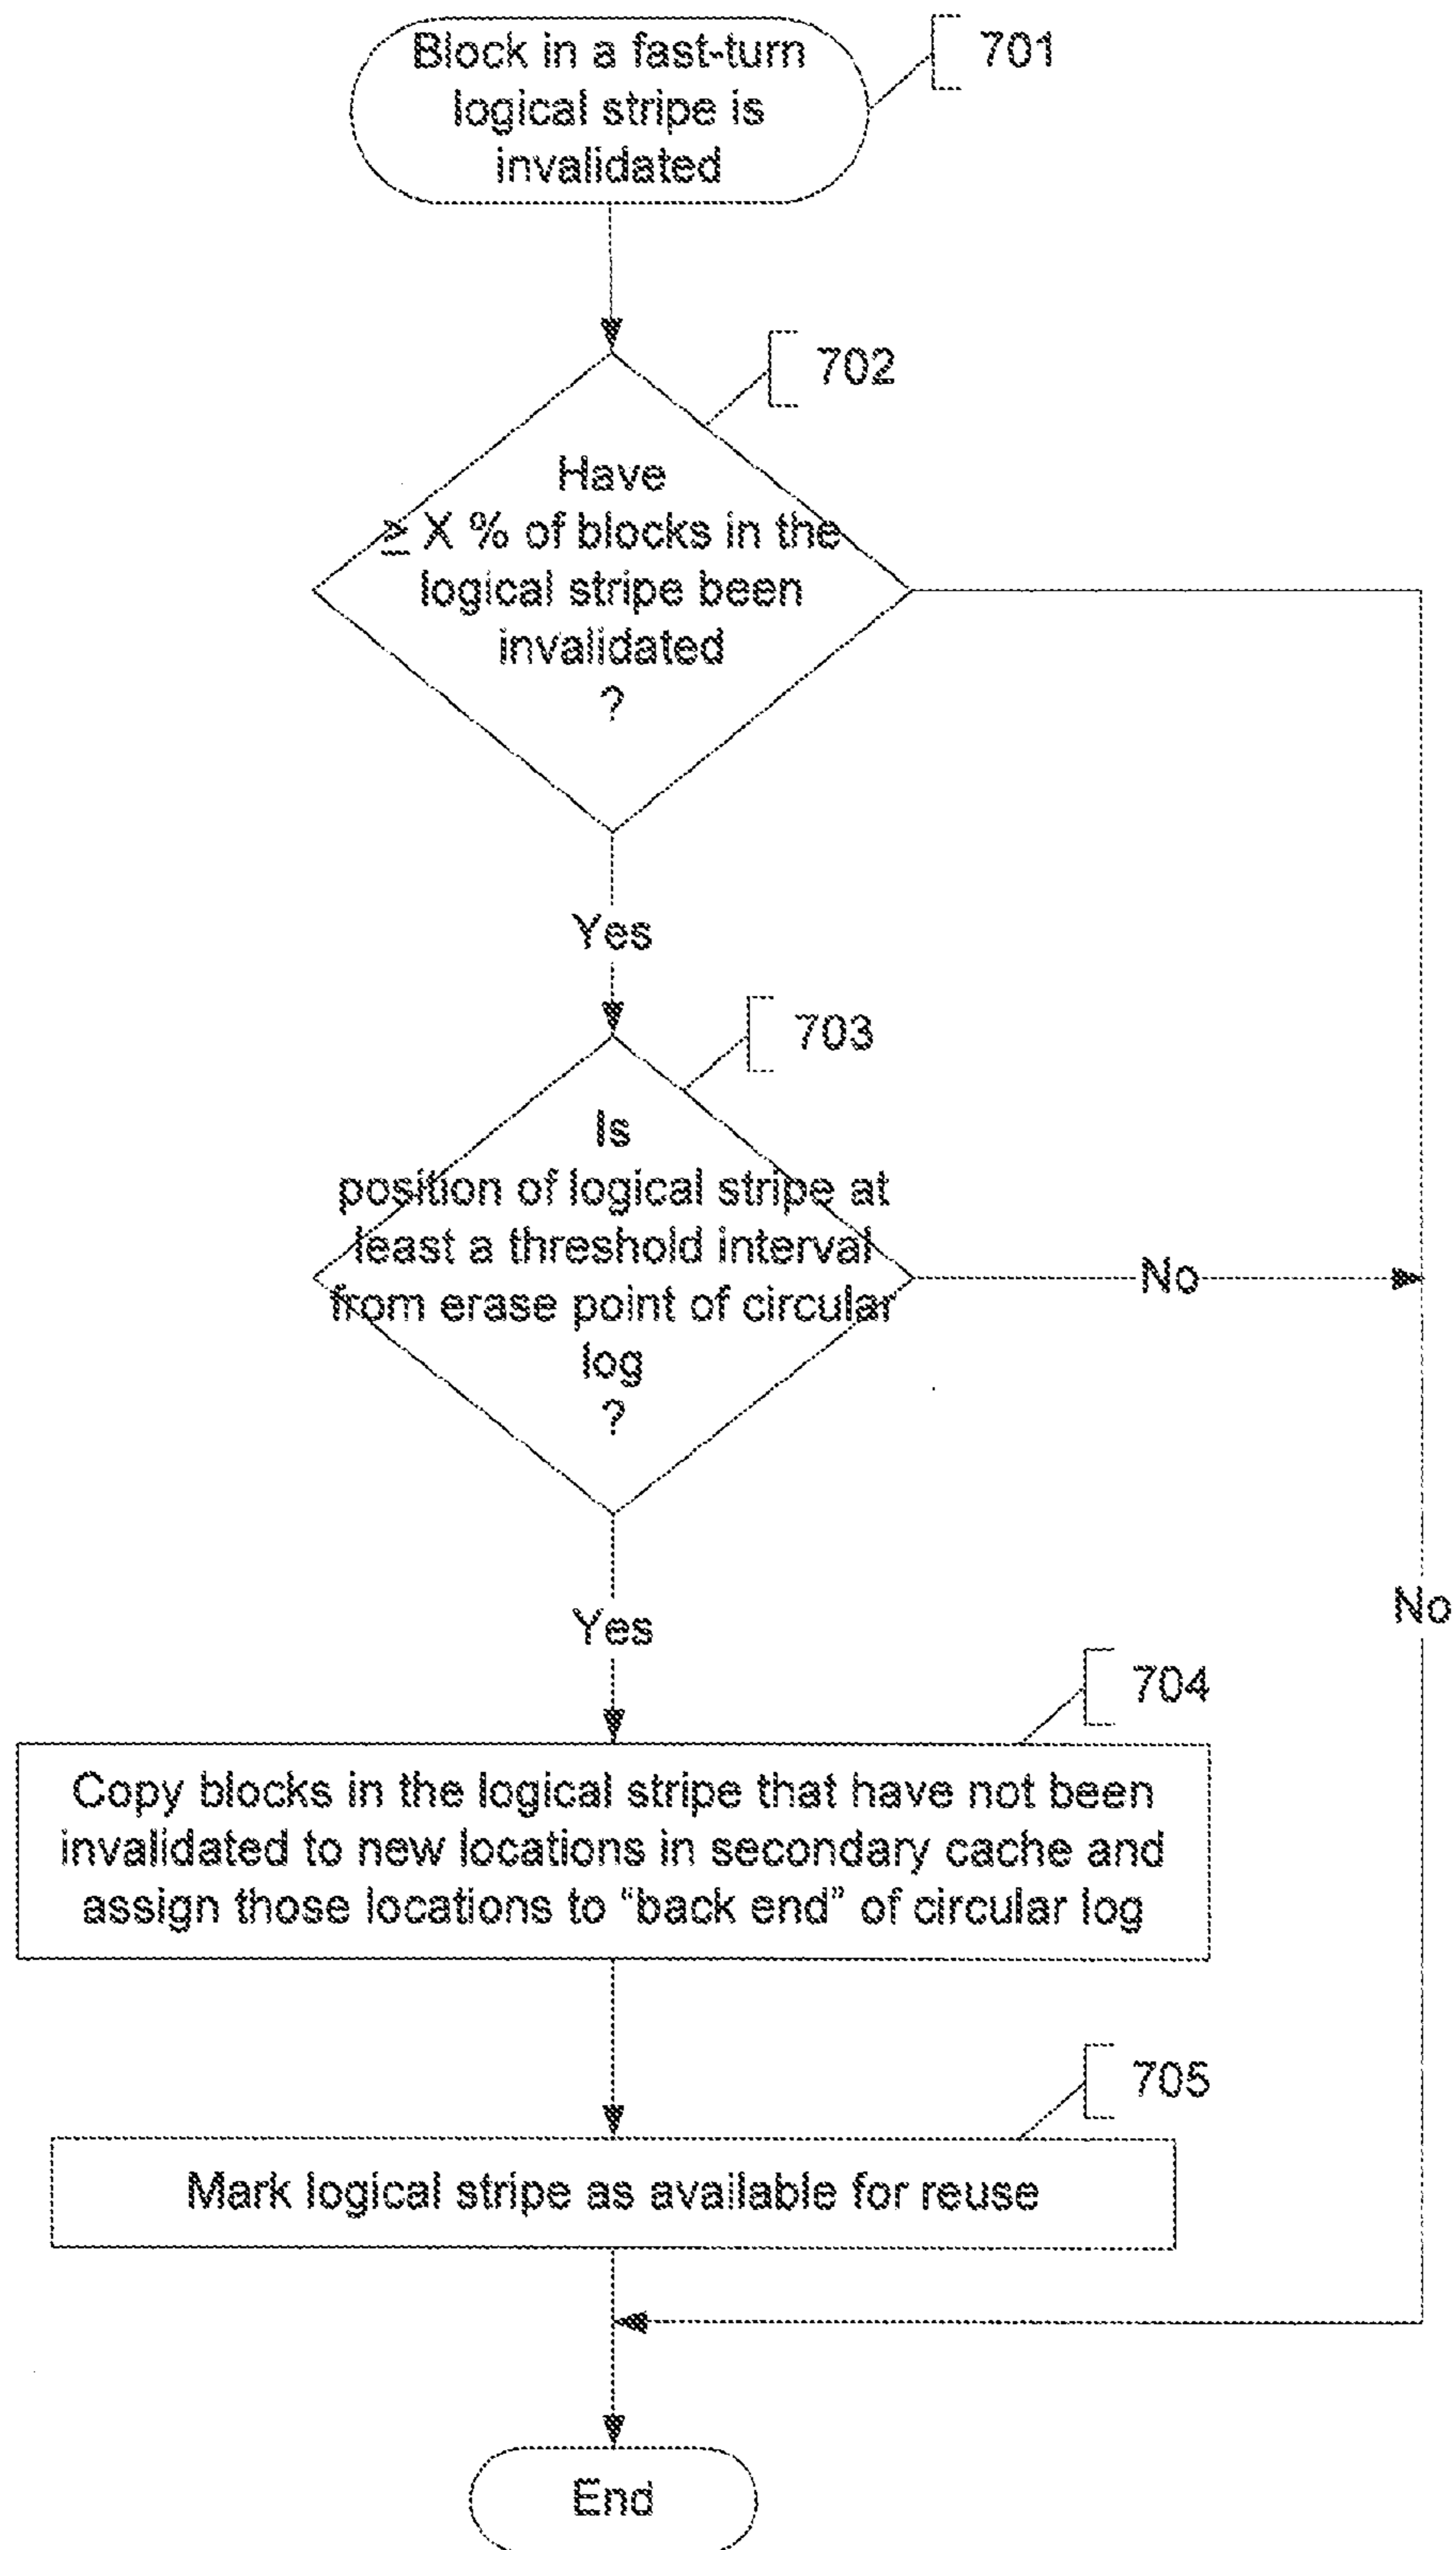 Block in a fast-turn
logical stripe is
invalidated
701
702
Have
≥ X % of blocks in the
logical stripe been
invalidated
?
Yes
703
Is
position of logical stripe at
least a threshold interval
from erase point of circular
log
?
No
Yes
No
704
Copy blocks in the logical stripe that have not been
invalidated to new locations in secondary cache and
assign those locations to “back end” of circular log
705
Mark logical stripe as available for reuse
End